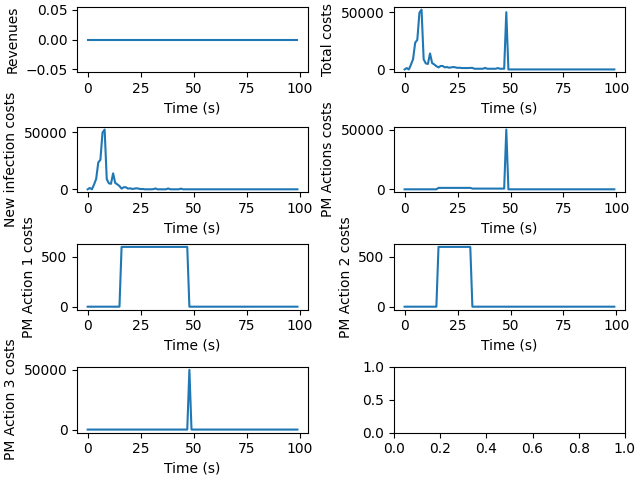 Revenues
0.05
0.00
−0.05
0 25 50 75 100
Time (s)
Total costs
50000
0
0 25 50 75 100
Time (s)
New infection costs
50000
0
0 25 50 75 100
Time (s)
PM Actions costs
50000
0
0 25 50 75 100
Time (s)
PM Action 1 costs
500
0
0 25 50 75 100
Time (s)
PM Action 2 costs
500
0
0 25 50 75 100
Time (s)
PM Action 3 costs
50000
0
0 25 50 75 100
Time (s)
1.0
0.5
0.0
0.0 0.2 0.4 0.6 0.8 1.0